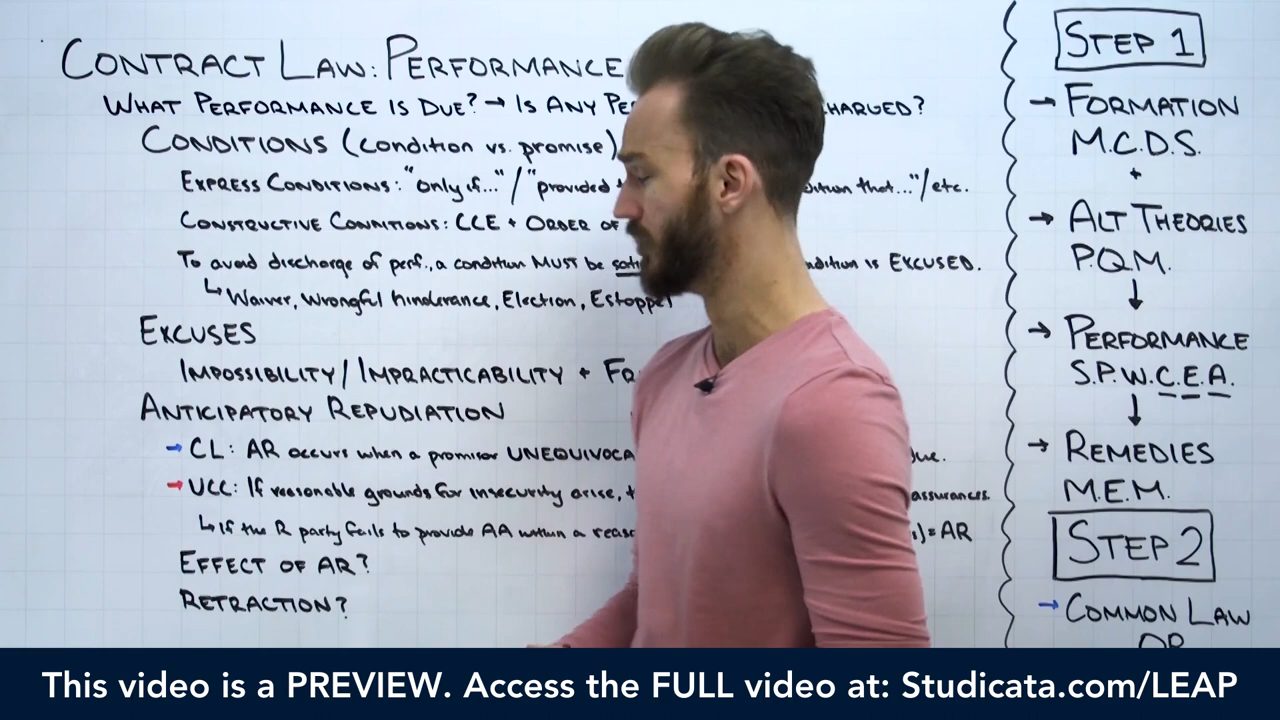 CONTRACT LAW: PERFORMANCE
WHAT PERFORMANCE IS DUE? → IS ANY PE CHARGED?
CONDITIONS (condition vs. promise)
EXPRESS CONDITIONS: "only if..."/"provided dition that..."/etc.
CONSTRUCTIVE CONDITIONS: CCE + ORDER OF
To avoid discharge of perf., a condition MUST be satis ndition is EXCUSED.
↳ Waiver, Wrongful hinderance, Election, Estoppel
EXCUSES
IMPOSSIBILITY/IMPRACTICABILITY + FR
ANTICIPATORY REPUDIATION
→ CL: AR occurs when a promisor UNEQUIVOCA due.
→ UCC: If reasonable grounds for insecurity arise, t assurances.
↳ If the R party fails to provide AA within a reaso )= AR
EFFECT OF AR?
RETRACTION?
STEP 1
→ FORMATION
M.C.D.S.
+
→ ALT THEORIES
P.Q.M.
↓
→ PERFORMANCE
S.P.W.C.E.A.
↓
→ REMEDIES
M.E.M.
STEP 2
→ COMMON LAW
OR
This video is a PREVIEW. Access the FULL video at: Studicata.com/LEAP